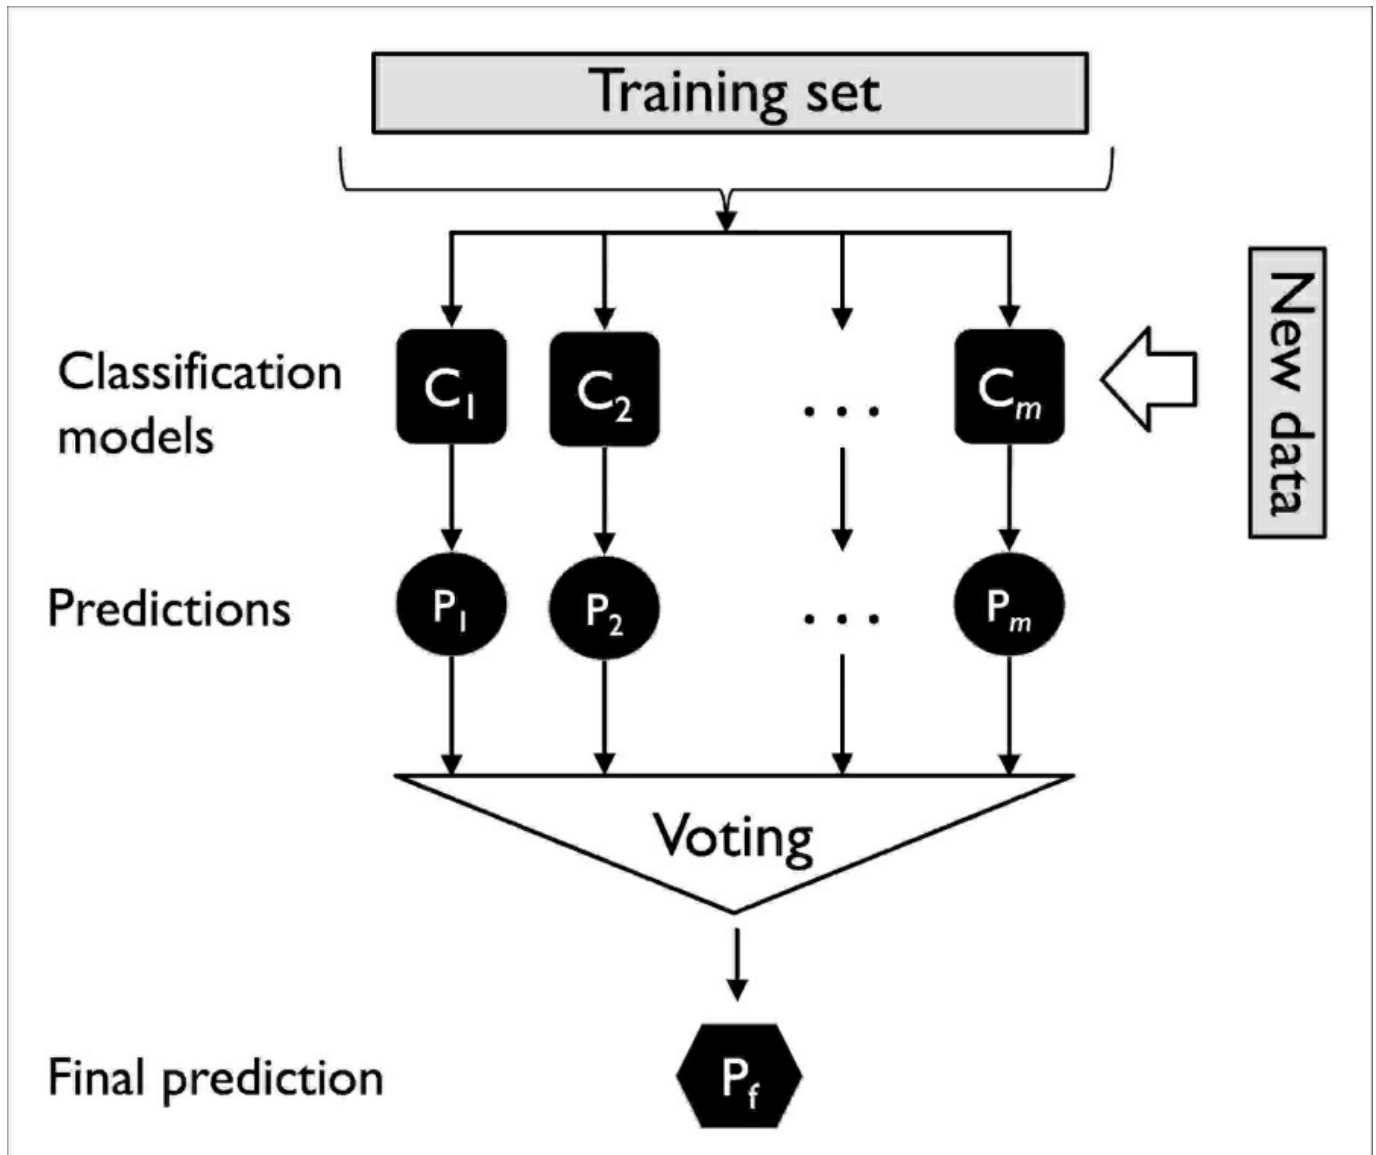 Training set
New data
Classification
models
C1 C2 ... Cm
Predictions
P1 P2 ... Pm
Voting
Final prediction
Pf